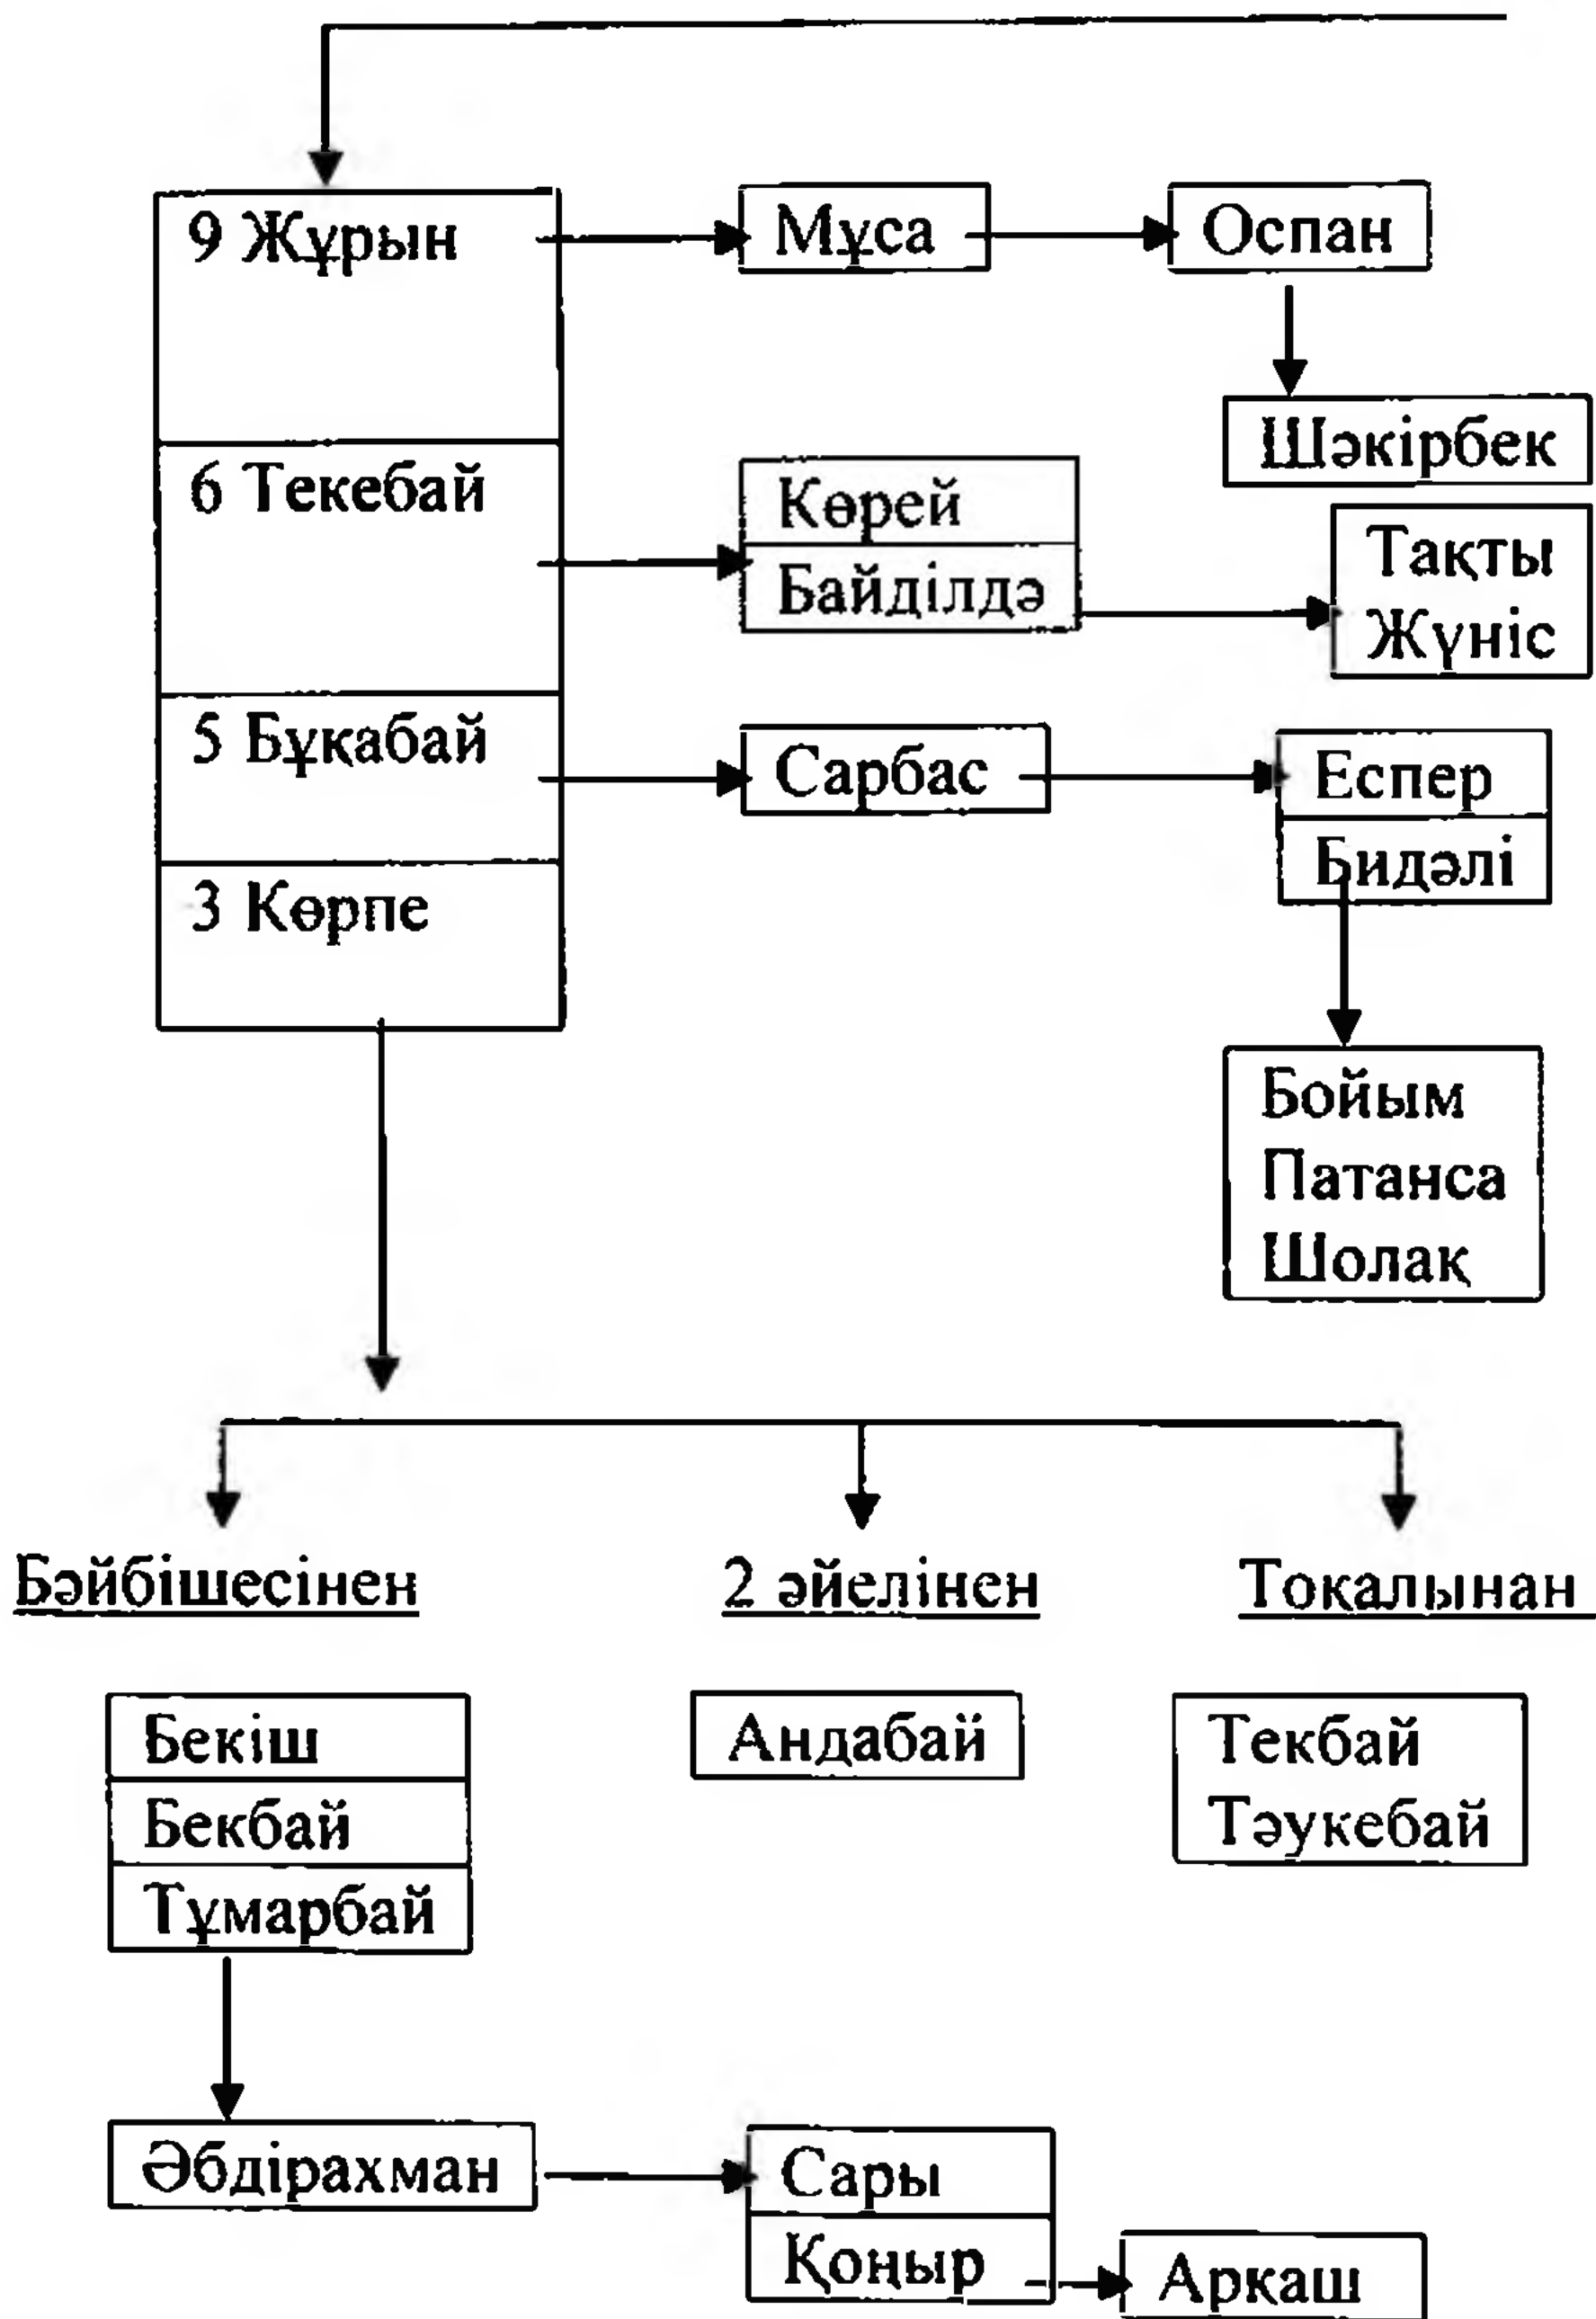 9 Жұрын
Мұса
Оспан
Шәкірбек
6 Текебай
Көрей
Байділдә
Тақты
Жүніс
5 Бұқабай
Сарбас
Еспер
Бидәлі
3 Көрпе
Бойым
Патанса
Шолақ
Бәйбішесінен
2 әйелінен
Тоқалынан
Бекіш
Бекбай
Тұмарбай
Андабай
Текбай
Тәукебай
Әбдірахман
Сары
Қоңыр
Арқаш